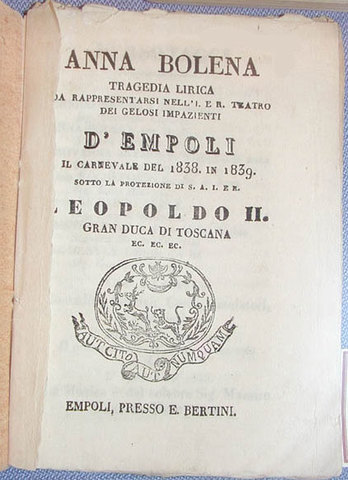 ANNA BOLENA
TRAGEDIA LIRICA
DA RAPPRESENTARSI NELL'I. E R. TEATRO
DEI GELOSI IMPAZIENTI
D'EMPOLI
IL CARNEVALE DEL 1838. IN 1839.
SOTTO LA PROTEZIONE DI S. A. I. E R.
LEOPOLDO II.
GRAN DUCA DI TOSCANA
EC. EC. EC.
AUT CITO AUT NUMQUAM
EMPOLI, PRESSO E. BERTINI.